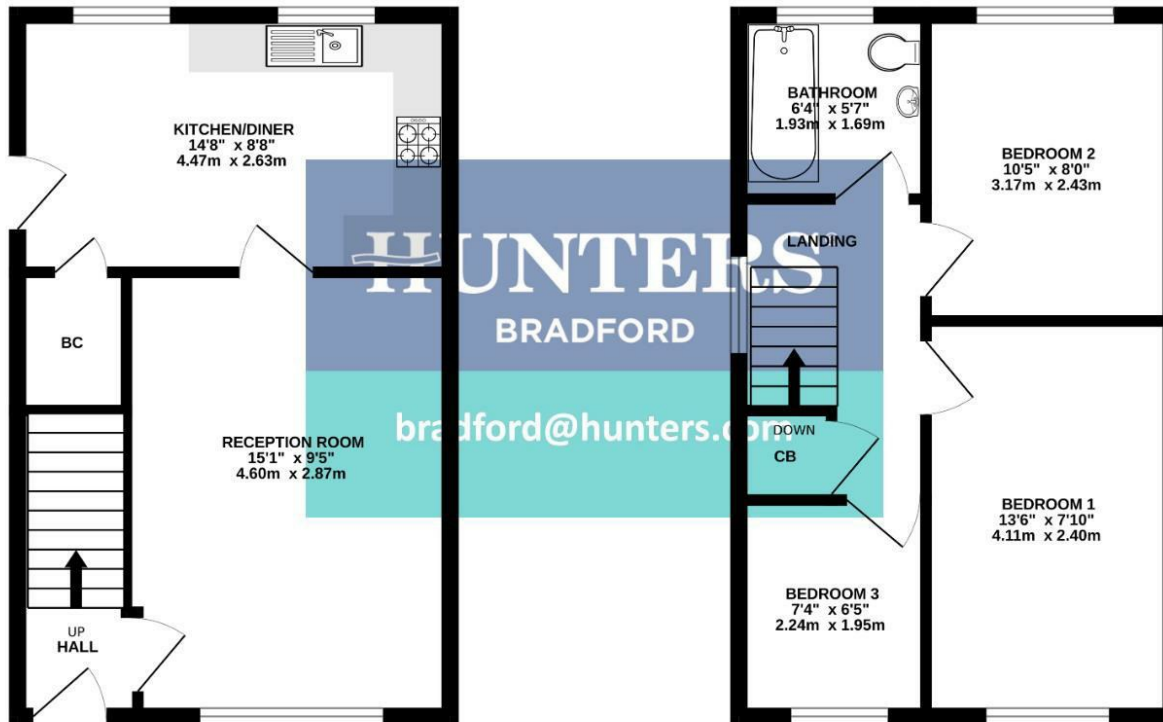 KITCHEN/DINER
14'8" x 8'8"
4.47m x 2.63m
BC
RECEPTION ROOM
15'1" x 9'5"
4.60m x 2.87m
UP
HALL
BATHROOM
6'4" x 5'7"
1.93m x 1.69m
BEDROOM 2
10'5" x 8'0"
3.17m x 2.43m
LANDING
DOWN
CB
BEDROOM 1
13'6" x 7'10"
4.11m x 2.40m
BEDROOM 3
7'4" x 6'5"
2.24m x 1.95m
HUNTERS
BRADFORD
bradford@hunters.com